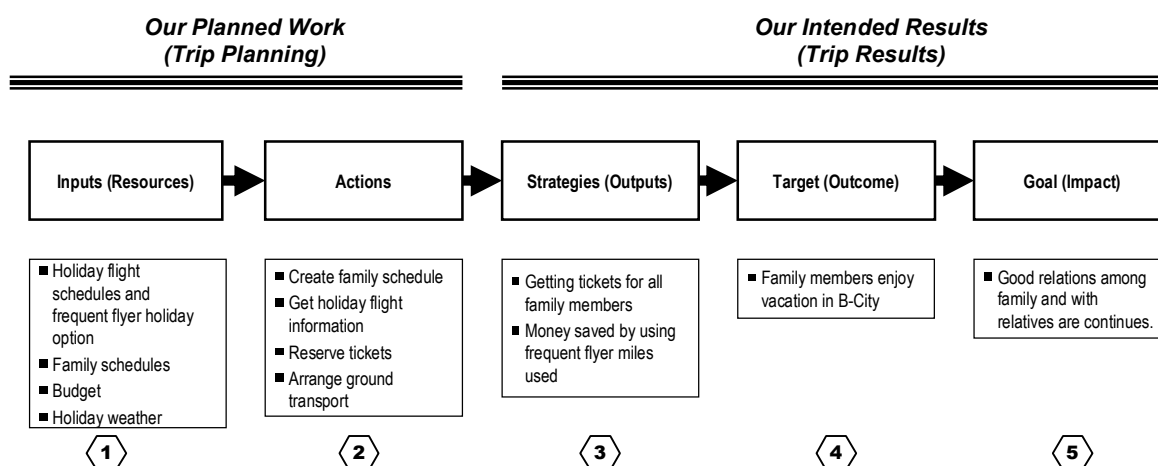 Our Planned Work
(Trip Planning)
Our Intended Results
(Trip Results)
Inputs (Resources)
Actions
Strategies (Outputs)
Target (Outcome)
Goal (Impact)
▪ Holiday flight
schedules and
frequent flyer holiday
option
▪ Family schedules
▪ Budget
▪ Holiday weather
▪ Create family schedule
▪ Get holiday flight
information
▪ Reserve tickets
▪ Arrange ground
transport
▪ Getting tickets for all
family members
▪ Money saved by using
frequent flyer miles
used
▪ Family members enjoy
vacation in B-City
▪ Good relations among
family and with
relatives are continues.
1
2
3
4
5